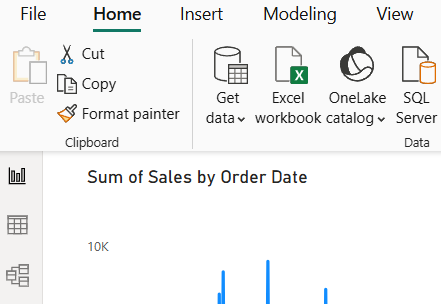 File Home Insert Modeling View
Paste
Cut
Copy
Format painter
Clipboard
Get data
Excel workbook
OneLake catalog
SQL Server
Data
Sum of Sales by Order Date
10K